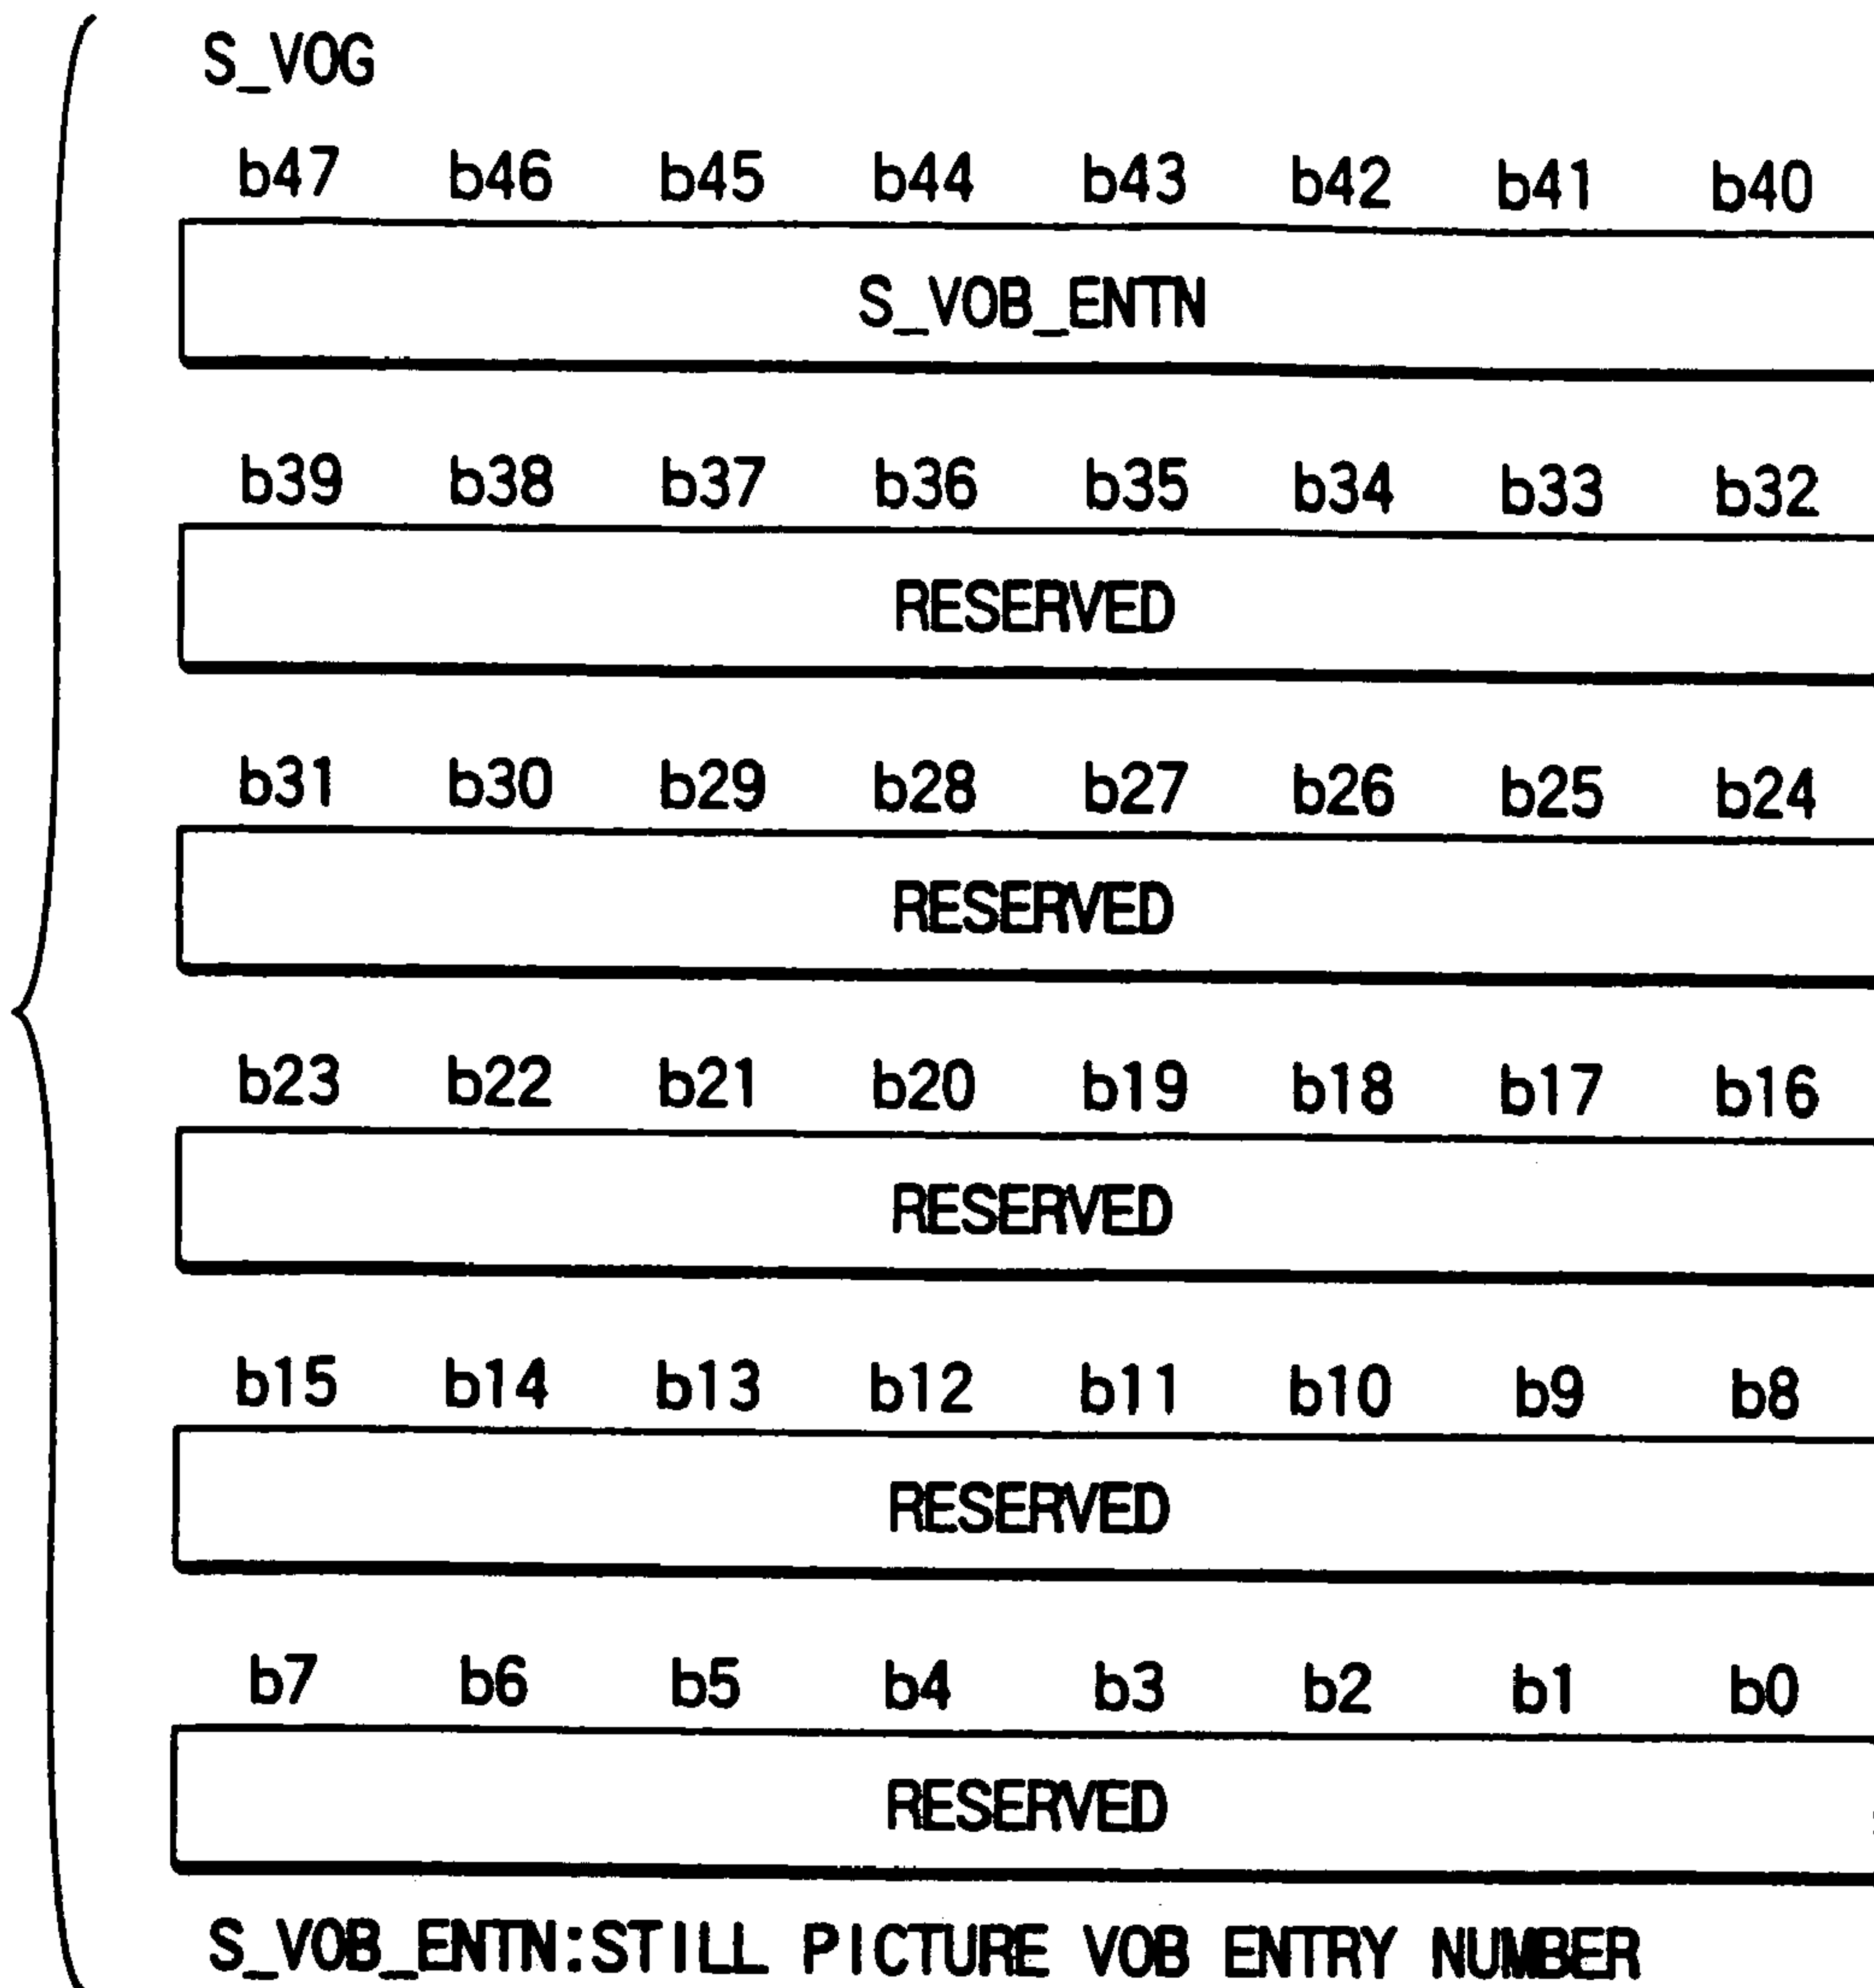 S_VOG
b47 b46 b45 b44 b43 b42 b41 b40
S_VOB_ENTN
b39 b38 b37 b36 b35 b34 b33 b32
RESERVED
b31 b30 b29 b28 b27 b26 b25 b24
RESERVED
b23 b22 b21 b20 b19 b18 b17 b16
RESERVED
b15 b14 b13 b12 b11 b10 b9 b8
RESERVED
b7 b6 b5 b4 b3 b2 b1 b0
RESERVED
S_VOB_ENTN:STILL PICTURE VOB ENTRY NUMBER